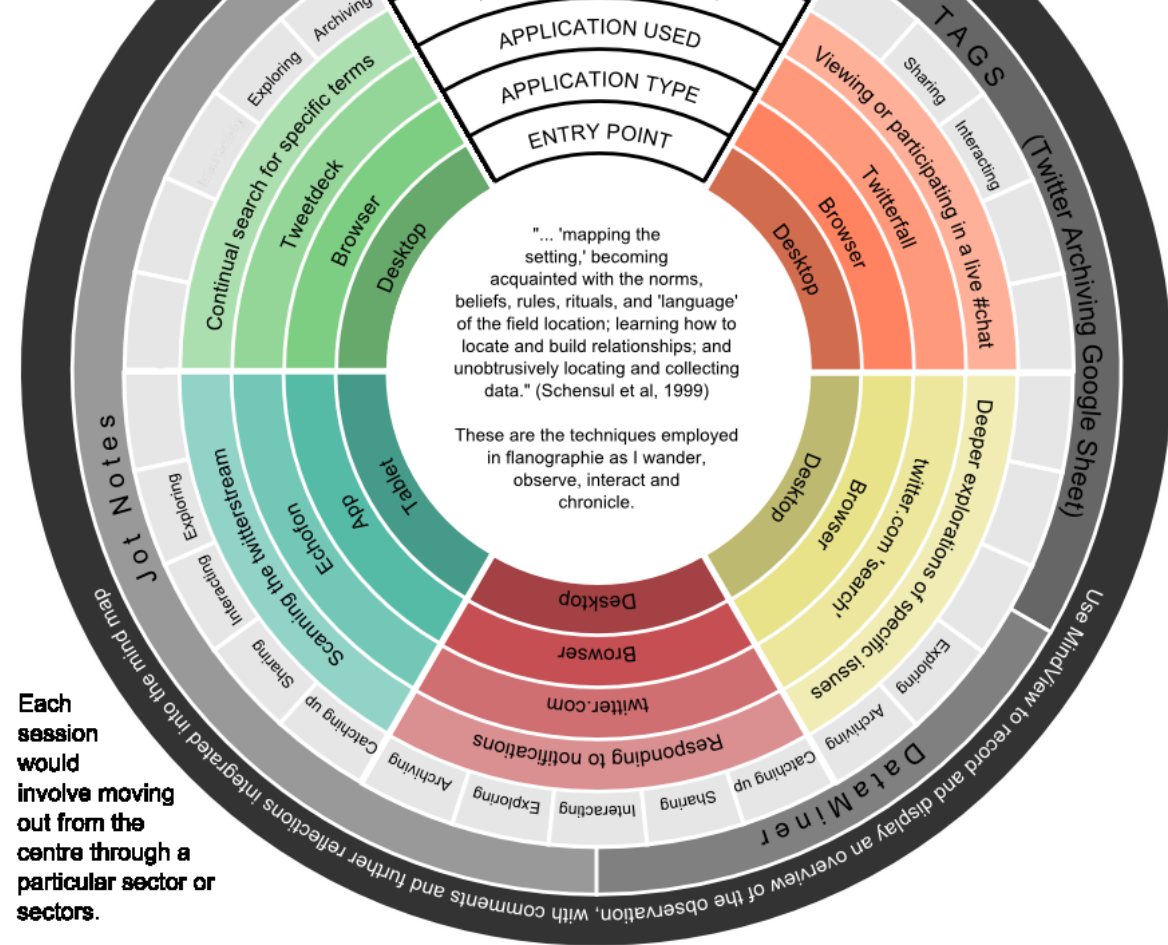 APPLICATION USED
APPLICATION TYPE
ENTRY POINT
Archiving
Exploring
Continual search for specific terms
Tweetdeck
Browser
Desktop
Viewing or participating in a live #chat
Twitterfall
Browser
Desktop
Sharing
Interacting
TAGS
(Twitter Archiving Google Sheet)
"... 'mapping the
setting,' becoming
acquainted with the norms,
beliefs, rules, rituals, and 'language'
of the field location; learning how to
locate and build relationships; and
unobtrusively locating and collecting
data." (Schensul et al, 1999)
These are the techniques employed
in flanographie as I wander,
observe, interact and
chronicle.
Deeper explorations of specific issues
twitter.com 'search'
Browser
Desktop
Exploring
Archiving
DataMiner
Desktop
Browser
twitter.com
Responding to notifications
Catching up
Sharing
Interacting
Exploring
Archiving
Tablet
App
Echofon
Scanning the twitterstream
Catching up
Sharing
Interacting
Exploring
Jot Notes
Use MindView to record and display an overview of the observation, with comments and further reflections integrated into the mind map
Each
session
would
involve moving
out from the
centre through a
particular sector or
sectors.